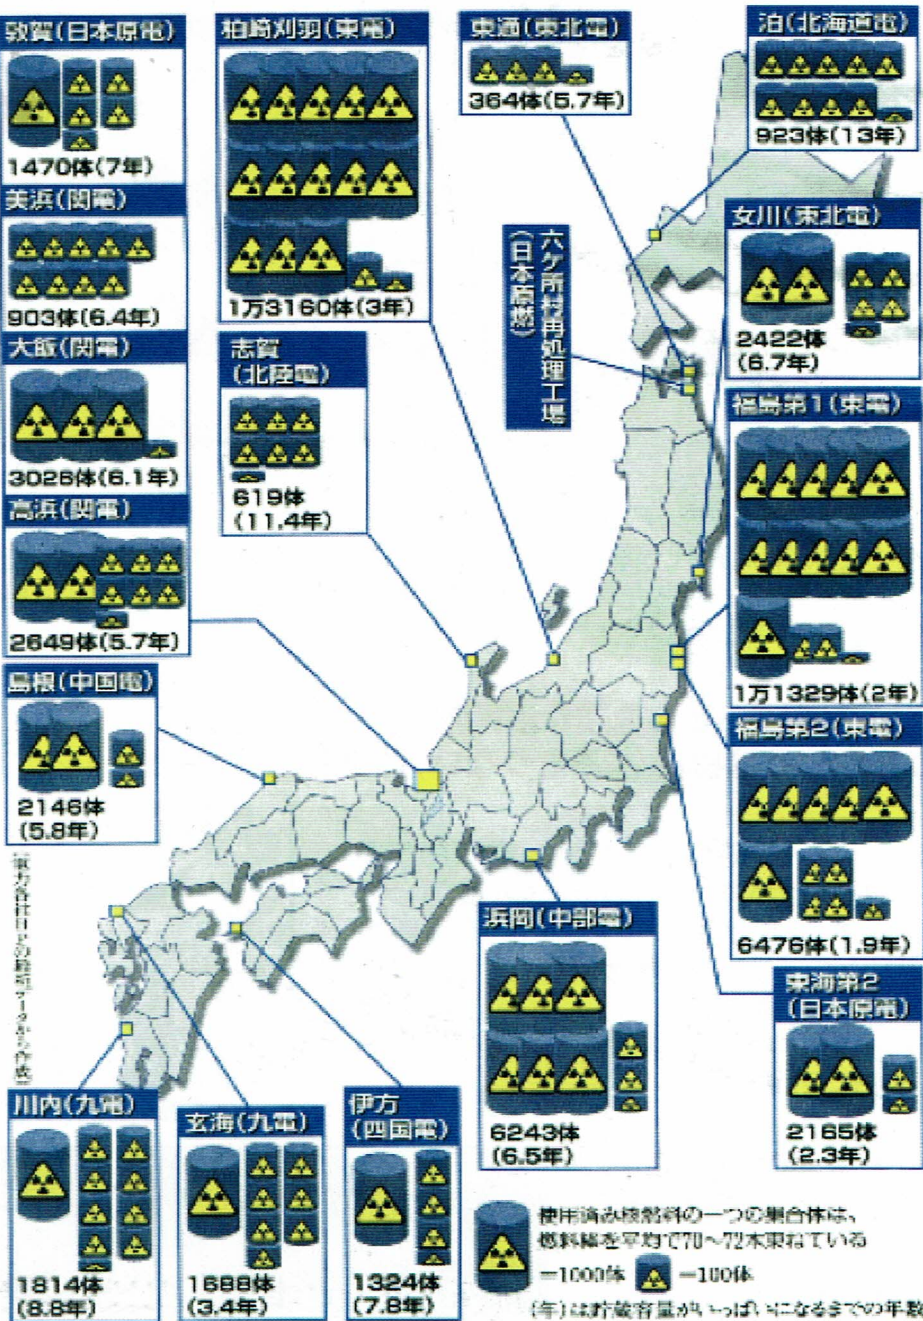 敦賀(日本原電)
1470体(7年)
美浜(関電)
903体(6.4年)
大飯(関電)
3028体(6.1年)
高浜(関電)
2649体(5.7年)
島根(中国電)
2146体
(5.8年)
柏崎刈羽(東電)
1万3160体(3年)
志賀
(北陸電)
619体
(11.4年)
東通(東北電)
364体(5.7年)
六ケ所村再処理工場
(日本原燃)
泊(北海道電)
923体(13年)
女川(東北電)
2422体
(6.7年)
福島第1(東電)
1万1329体(2年)
福島第2(東電)
6476体(1.9年)
東海第2
(日本原電)
2165体
(2.3年)
浜岡(中部電)
6243体
(6.5年)
伊方
(四国電)
1324体
(7.8年)
玄海(九電)
1688体
(3.4年)
川内(九電)
1814体
(8.8年)
使用済み核燃料の一つの集合体は、
燃料棒を平均で70〜72本束ねている
=1000体 =100体
(年)は貯蔵容量がいっぱいになるまでの年数